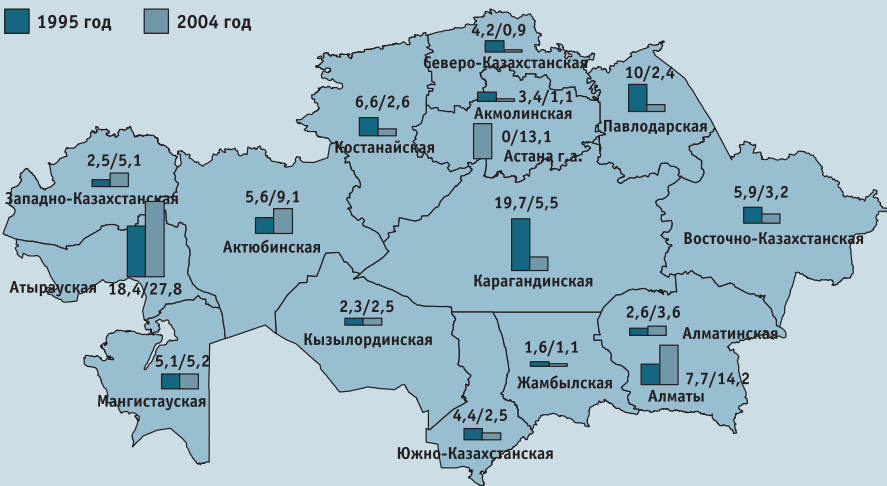 1995 год
2004 год
4,2/0,9
Северо-Казахстанская
3,4/1,1
Акмолинская
10/2,4
Павлодарская
6,6/2,6
Костанайская
0/13,1
Астана г.а.
2,5/5,1
Западно-Казахстанская
5,6/9,1
Актюбинская
19,7/5,5
Карагандинская
5,9/3,2
Восточно-Казахстанская
Атырауская
18,4/27,8
2,3/2,5
Кызылординская
2,6/3,6
Алматинская
5,1/5,2
Мангистауская
1,6/1,1
Жамбылская
7,7/14,2
Алматы
4,4/2,5
Южно-Казахстанская